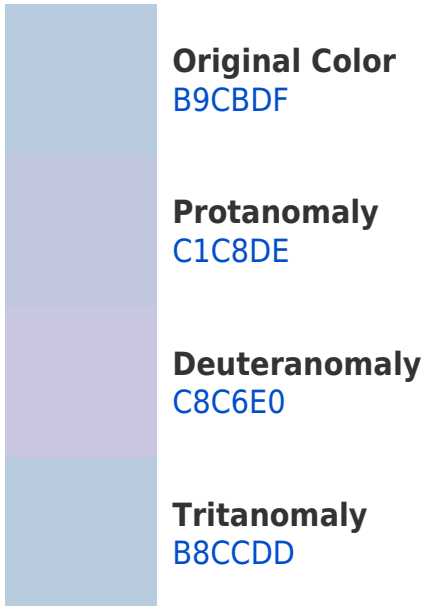 Original Color
B9CBDF
Protanomaly
C1C8DE
Deuteranomaly
C8C6E0
Tritanomaly
B8CCDD